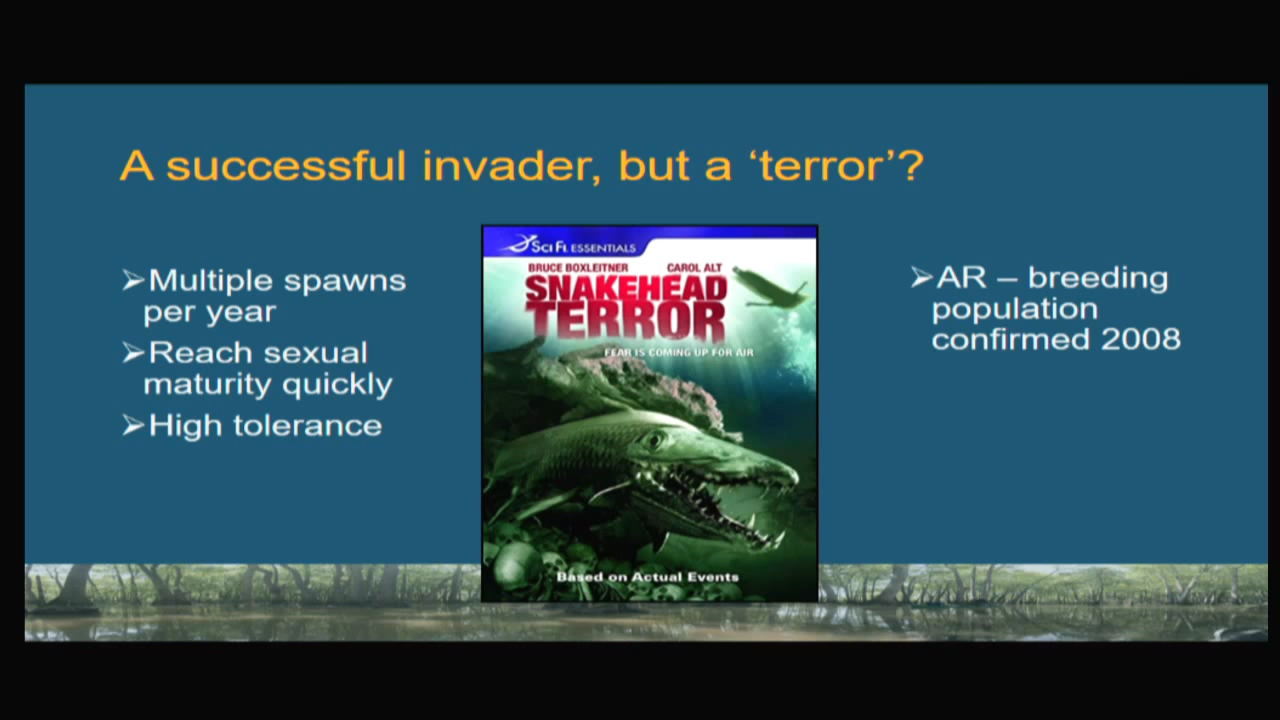 A successful invader, but a ‘terror’?
➢Multiple spawns
per year
➢Reach sexual
maturity quickly
➢High tolerance
SCI FI ESSENTIALS
BRUCE BOXLEITNER CAROL ALT
SNAKEHEAD
TERROR
FEAR IS COMING UP FOR AIR
Based on Actual Events
➢AR – breeding
population
confirmed 2008